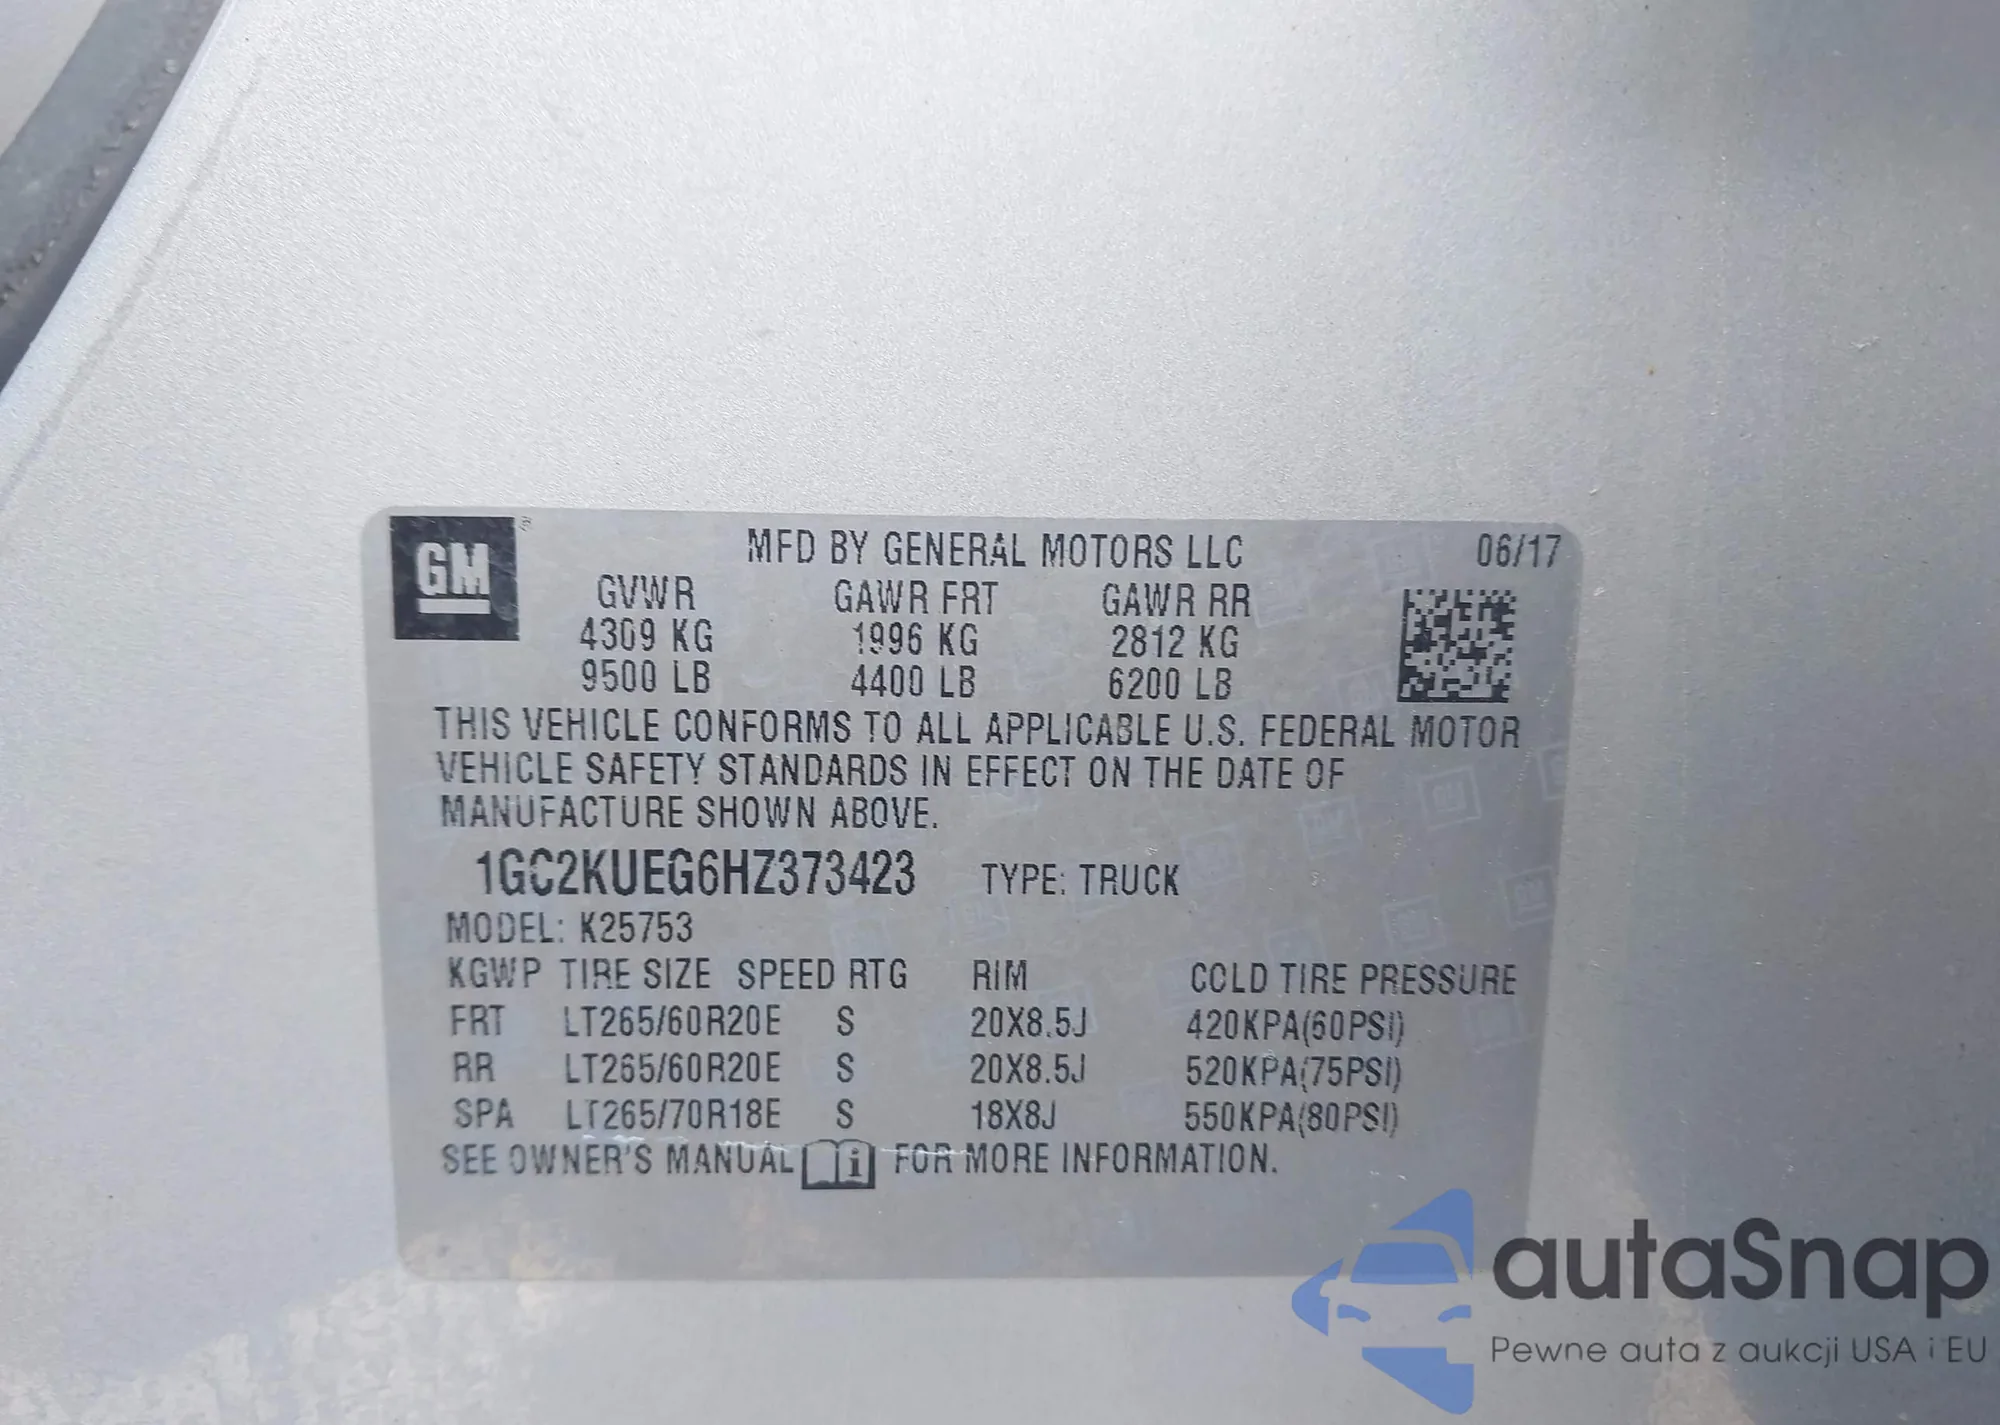 GM
MFD BY GENERAL MOTORS LLC 06/17
GVWR GAWR FRT GAWR RR
4309 KG 1996 KG 2812 KG
9500 LB 4400 LB 6200 LB
THIS VEHICLE CONFORMS TO ALL APPLICABLE U.S. FEDERAL MOTOR
VEHICLE SAFETY STANDARDS IN EFFECT ON THE DATE OF
MANUFACTURE SHOWN ABOVE.
1GC2KUEG6HZ373423 TYPE: TRUCK
MODEL: K25753
KGWP TIRE SIZE SPEED RTG RIM COLD TIRE PRESSURE
FRT LT265/60R20E S 20X8.5J 420KPA(60PSI)
RR LT265/60R20E S 20X8.5J 520KPA(75PSI)
SPA LT265/70R18E S 18X8J 550KPA(80PSI)
SEE OWNER'S MANUAL i FOR MORE INFORMATION.
autaSnap
Pewne auta z aukcji USA i EU